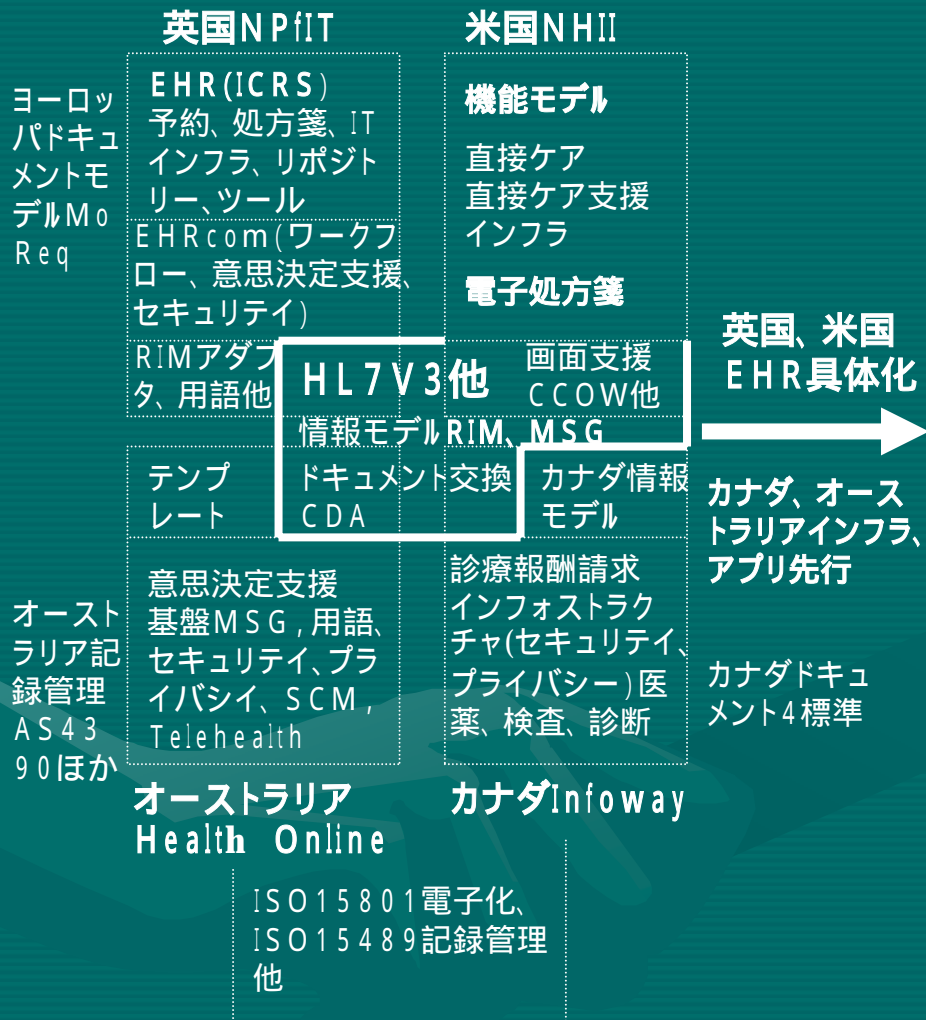 英国NPfIT
米国NHII
ヨーロッ
パドキュ
メントモ
デルMo
Req
EHR(ICRS)
予約、処方箋、IT
インフラ、リポジト
リー、ツール
EHRcom(ワークフ
ロー、意思決定支援、
セキュリテイ)
RIMアダプ
タ、用語他
機能モデル
直接ケア
直接ケア支援
インフラ
電子処方箋
HL7V3他
画面支援
CCOW他
情報モデルRIM、MSG
英国、米国
EHR具体化
テンプ
レート
ドキュメント交換
CDA
カナダ情報
モデル
カナダ、オース
トラリアインフラ、
アプリ先行
オースト
ラリア記
録管理
AS43
90ほか
意思決定支援
基盤MSG,用語、
セキュリテイ、プラ
イバシイ、SCM,
Telehealth
診療報酬請求
インフォストラク
チャ(セキュリテイ、
プライバシー)医
薬、検査、診断
カナダドキュ
メント4標準
オーストラリア
Health Online
カナダInfoway
ISO15801電子化、
ISO15489記録管理
他